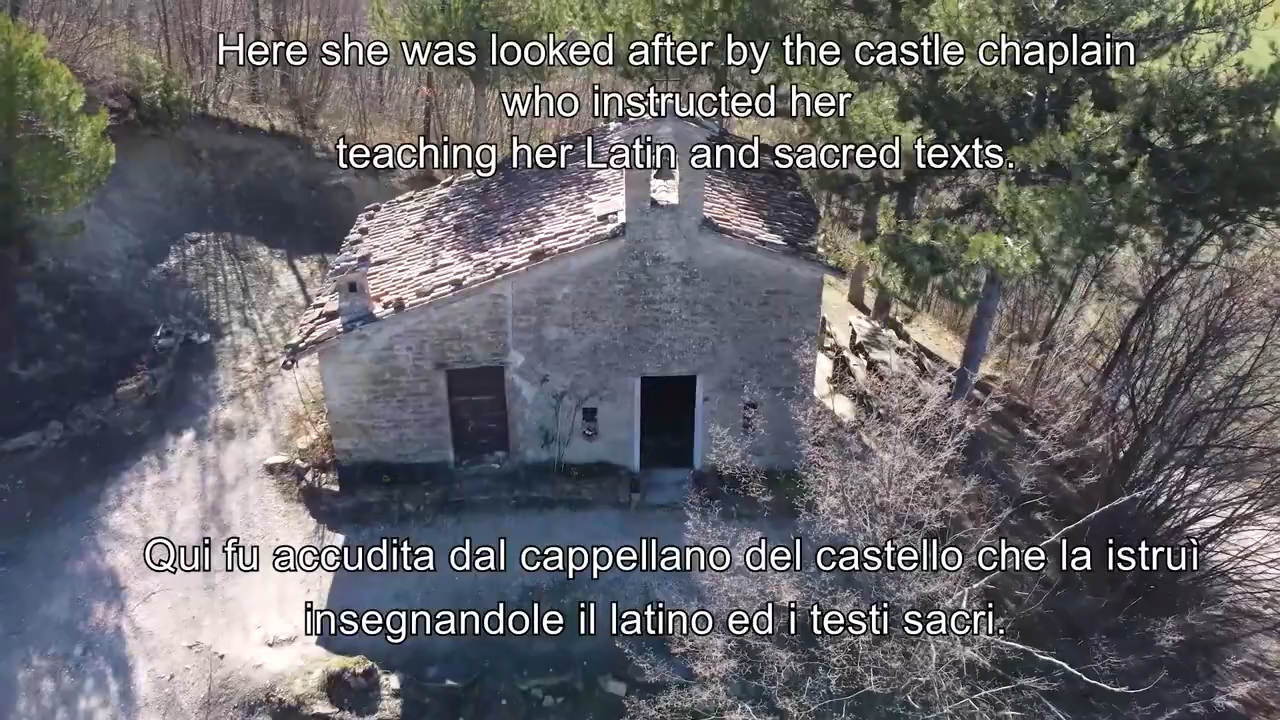 Here she was looked after by the castle chaplain
who instructed her
teaching her Latin and sacred texts.
Qui fu accudita dal cappellano del castello che la istruì
insegnandole il latino ed i testi sacri.